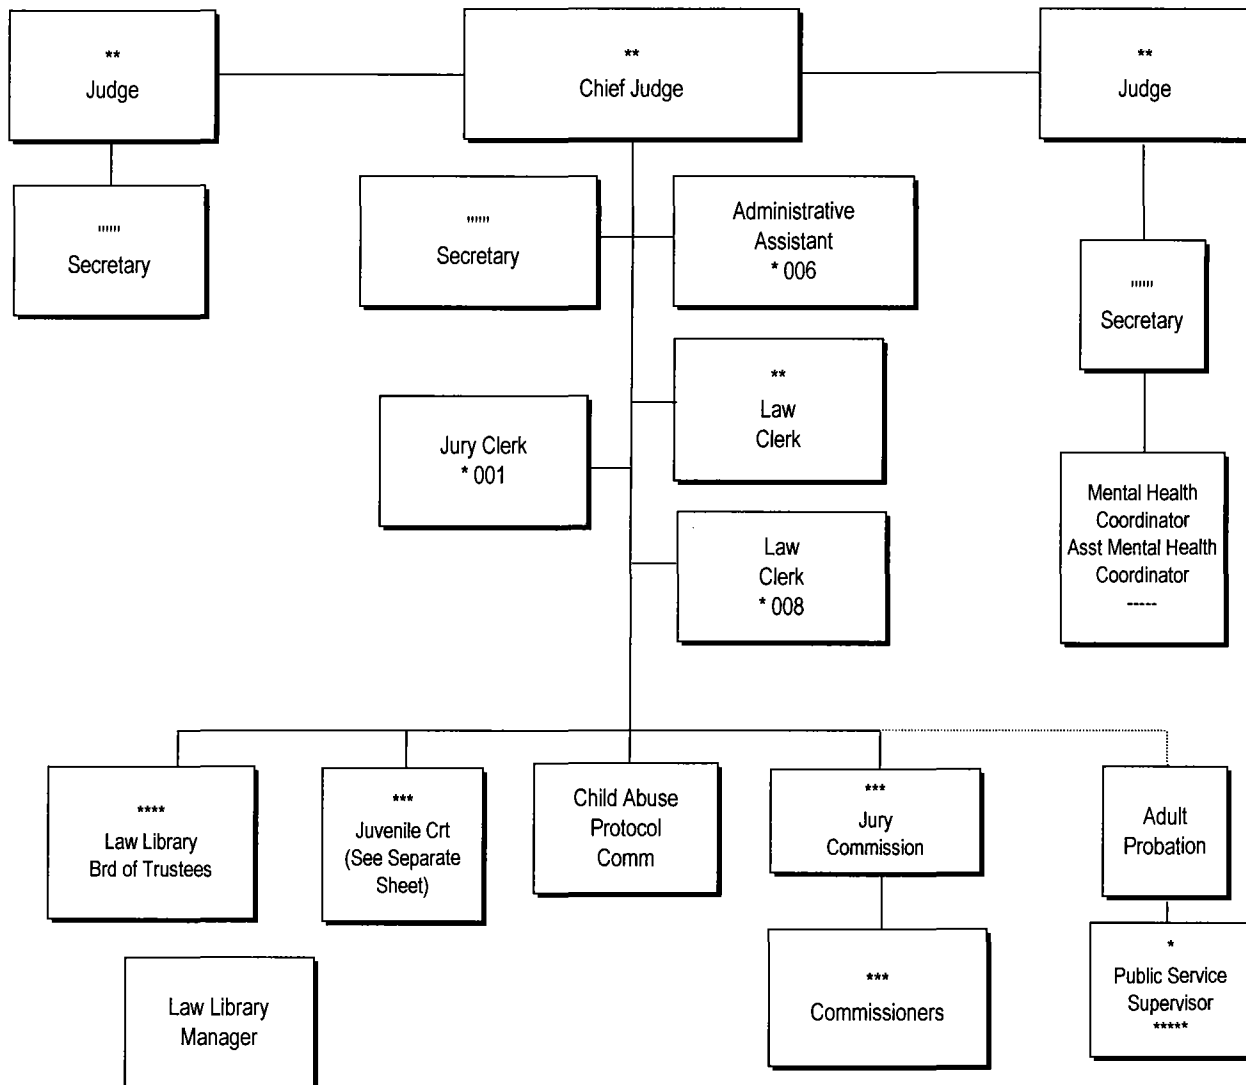 **
Judge
**
Chief Judge
**
Judge
''''''
Secretary
''''''
Secretary
Administrative
Assistant
* 006
''''''
Secretary
**
Law
Clerk
Jury Clerk
* 001
Mental Health
Coordinator
Asst Mental Health
Coordinator
-----
Law
Clerk
* 008
****
Law Library
Brd of Trustees
***
Juvenile Crt
(See Separate
Sheet)
Child Abuse
Protocol
Comm
***
Jury
Commission
Adult
Probation
Law Library
Manager
***
Commissioners
*
Public Service
Supervisor
*****